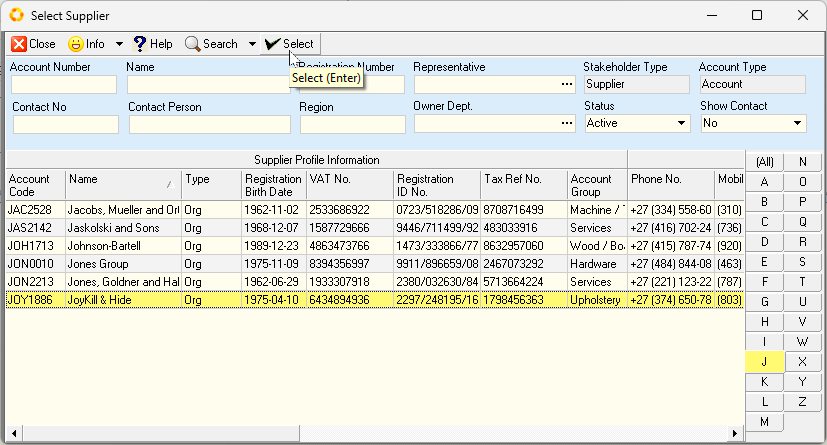 Select Supplier
Close Info Help Search Select
Account Number Name Registration Number Representative Stakeholder Type Account Type
Select (Enter)
Supplier Account
Contact No Contact Person Region Owner Dept. Status Show Contact
Active No
Supplier Profile Information
Account Code Name Type Registration Birth Date VAT No. Registration ID No. Tax Ref No. Account Group Phone No. Mobil
JAC2528 Jacobs, Mueller and Ort Org 1962-11-02 2533686922 0723/518286/09 8708716499 Machine / T +27 (334) 558-60 (310)
JAS2142 Jaskolski and Sons Org 1968-12-07 1587729666 9446/711499/92 483033916 Services +27 (416) 702-24 (736)
JOH1713 Johnson-Bartell Org 1989-12-23 4863473766 1473/333866/77 8632957060 Wood / Boa +27 (415) 787-74 (920)
JON0010 Jones Group Org 1975-11-09 8394356997 9911/896659/08 2467073292 Hardware +27 (484) 844-08 (463)
JON2213 Jones, Goldner and Hal Org 1962-06-29 1933307918 2380/032630/84 5713664224 Services +27 (221) 123-22 (787)
JOY1886 JoyKill & Hide Org 1975-04-10 6434894936 2297/248195/16 1798456363 Upholstery +27 (374) 650-78 (803)
(All) N
A O
B P
C Q
D R
E S
F T
G U
H V
I W
J X
K Y
L Z
M